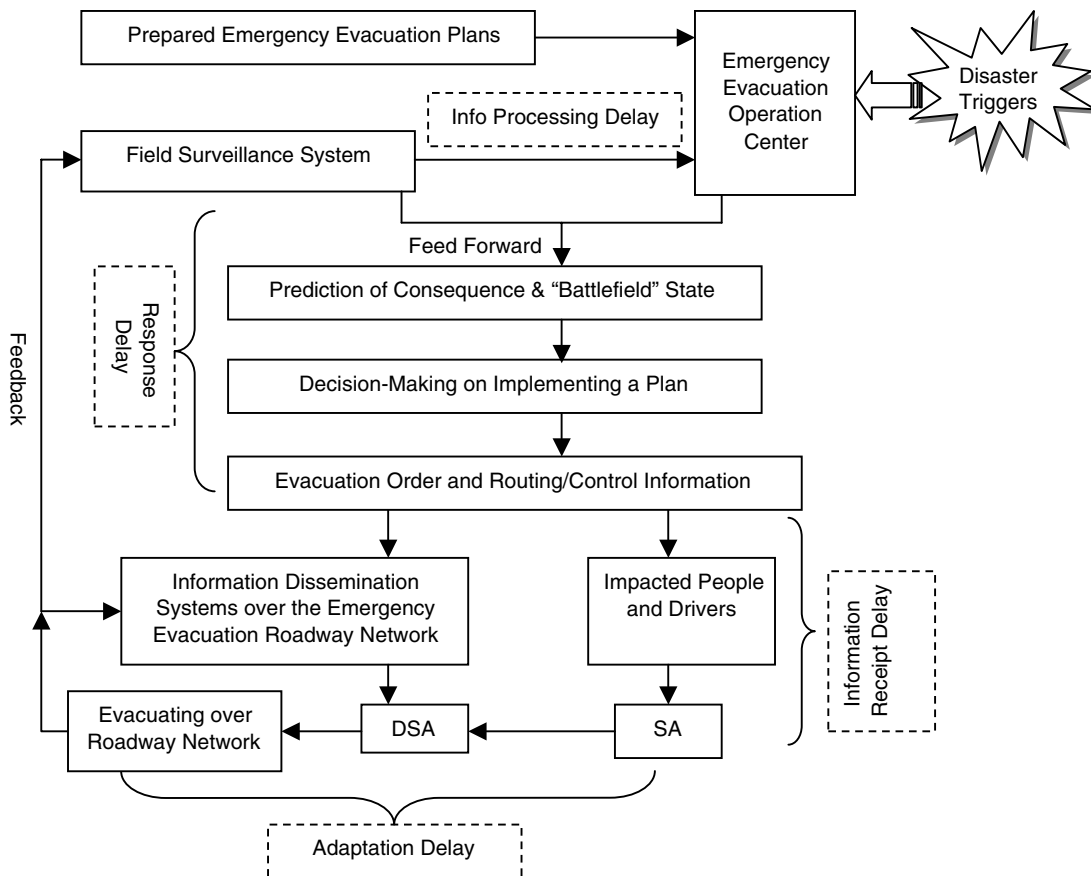 Prepared Emergency Evacuation Plans
Emergency
Evacuation
Operation
Center
Disaster
Triggers
Info Processing Delay
Field Surveillance System
Feed Forward
Prediction of Consequence & “Battlefield” State
Response
Delay
Feedback
Decision-Making on Implementing a Plan
Evacuation Order and Routing/Control Information
Information Dissemination
Systems over the Emergency
Evacuation Roadway Network
Impacted People
and Drivers
Information
Receipt Delay
Evacuating over
Roadway Network
DSA
SA
Adaptation Delay